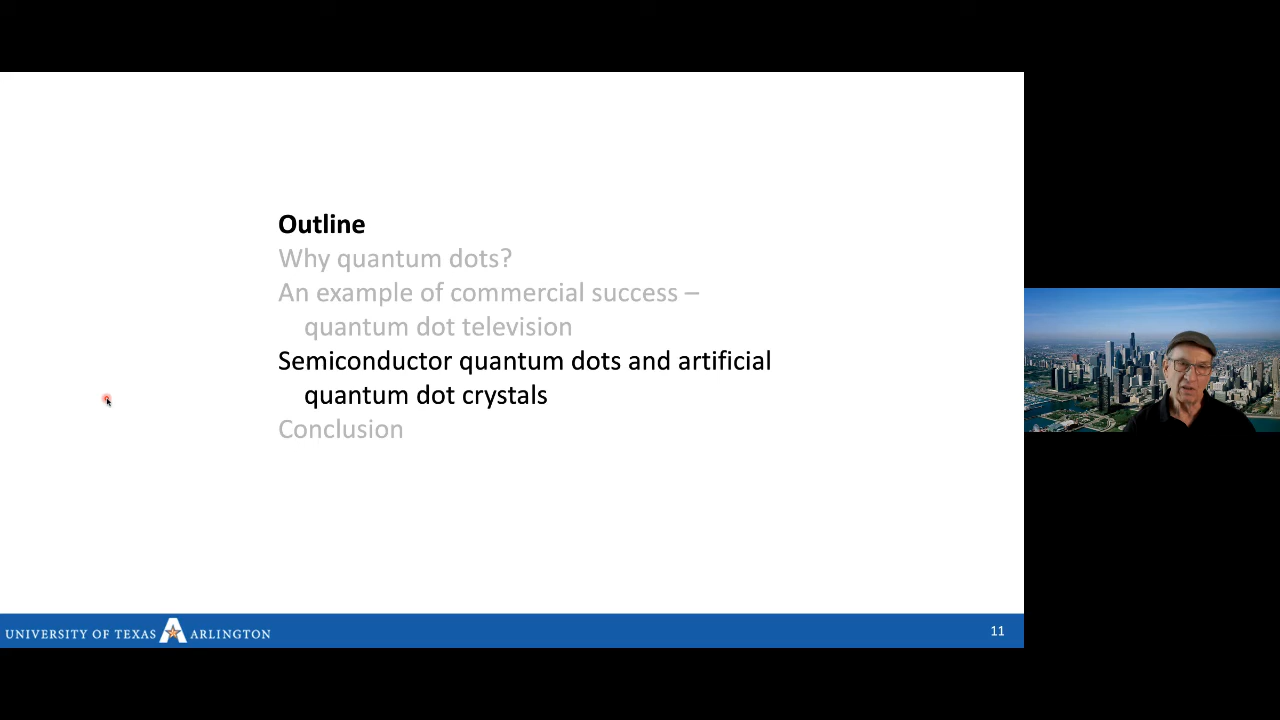 Outline
Why quantum dots?
An example of commercial success –
quantum dot television
Semiconductor quantum dots and artificial
quantum dot crystals
Conclusion
UNIVERSITY OF TEXAS A ARLINGTON
11